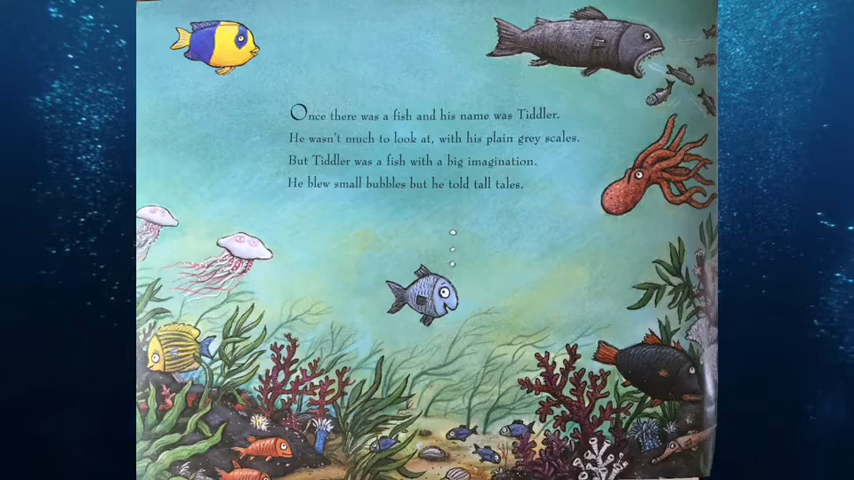 Once there was a fish and his name was Tiddler.
He wasn't much to look at, with his plain grey scales.
But Tiddler was a fish with a big imagination.
He blew small bubbles but he told tall tales.